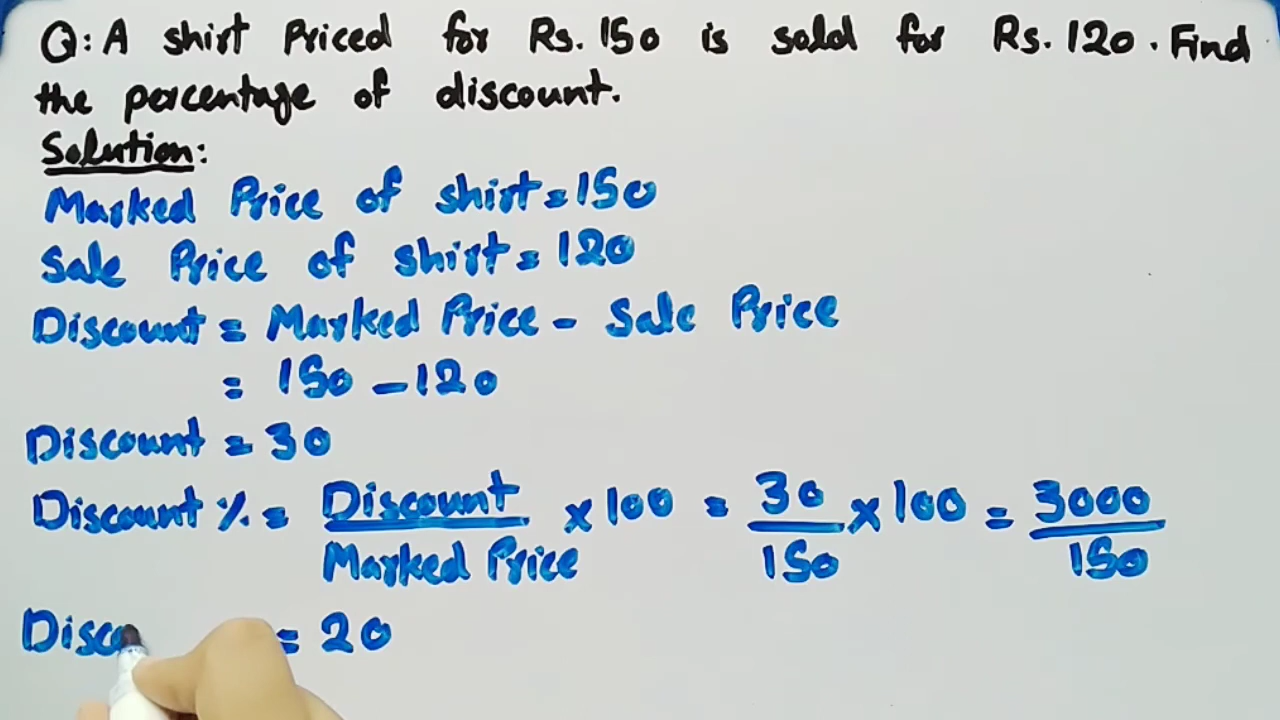 Q: A shirt Priced for Rs. 150 is sold for Rs. 120. Find
the percentage of discount.
Solution:
Marked Price of shirt = 150
Sale Price of shirt = 120
Discount = Marked Price - Sale Price
= 150 - 120
Discount = 30
Discount % = Discount / Marked Price × 100 = 30 / 150 × 100 = 3000 / 150
Disco = 20